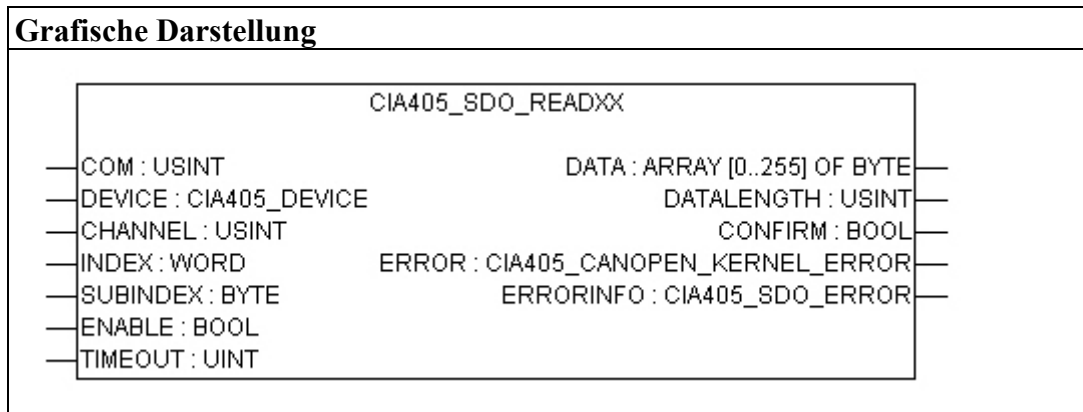 Grafische Darstellung
CIA405_SDO_READXX
COM : USINT DATA : ARRAY [0..255] OF BYTE
DEVICE : CIA405_DEVICE DATALENGTH : USINT
CHANNEL : USINT CONFIRM : BOOL
INDEX : WORD ERROR : CIA405_CANOPEN_KERNEL_ERROR
SUBINDEX : BYTE ERRORINFO : CIA405_SDO_ERROR
ENABLE : BOOL
TIMEOUT : UINT